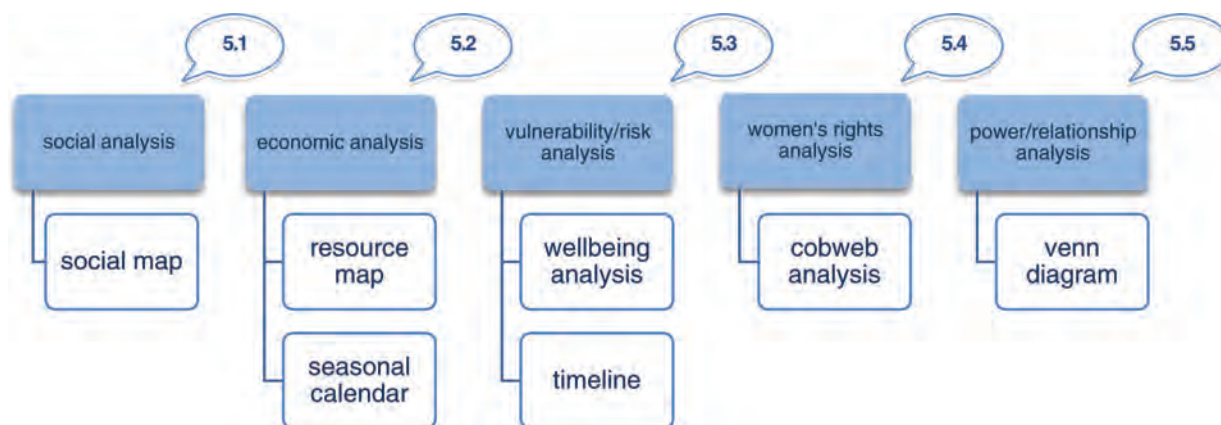 5.1
5.2
5.3
5.4
5.5
social analysis
economic analysis
vulnerability/risk
analysis
women's rights
analysis
power/relationship
analysis
social map
resource
map
wellbeing
analysis
cobweb
analysis
venn
diagram
seasonal
calendar
timeline